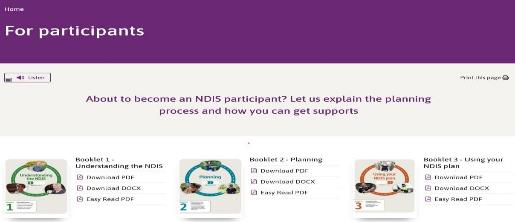 Home
For participants
Listen
Print this page
About to become an NDIS participant? Let us explain the planning
process and how you can get supports
Understanding the NDIS
1
Booklet 1 -
Understanding the NDIS
Download PDF
Download DOCX
Easy Read PDF
Planning
2
Booklet 2 - Planning
Download PDF
Download DOCX
Easy Read PDF
Using your NDIS plan
3
Booklet 3 - Using your
NDIS plan
Download PDF
Download DOCX
Easy Read PDF